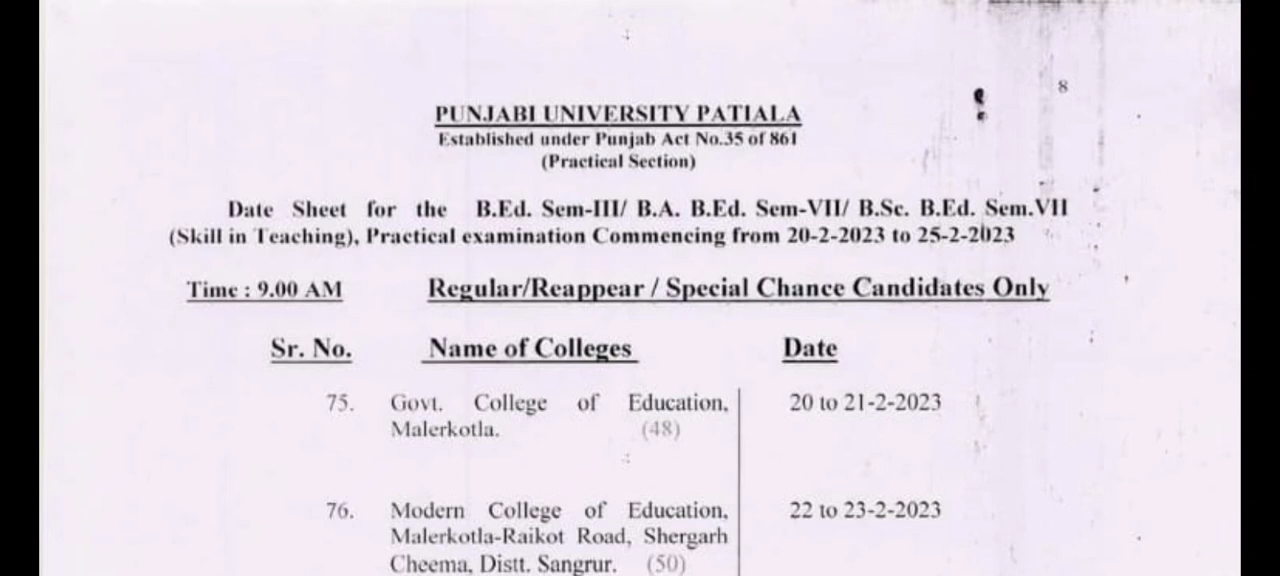 8
PUNJABI UNIVERSITY PATIALA
Established under Punjab Act No.35 of 861
(Practical Section)
Date Sheet for the B.Ed. Sem-III/ B.A. B.Ed. Sem-VII/ B.Sc. B.Ed. Sem.VII
(Skill in Teaching), Practical examination Commencing from 20-2-2023 to 25-2-2023
Time : 9.00 AM Regular/Reappear / Special Chance Candidates Only
Sr. No. Name of Colleges Date
75. Govt. College of Education, 20 to 21-2-2023
Malerkotla. (48)
76. Modern College of Education, 22 to 23-2-2023
Malerkotla-Raikot Road, Shergarh
Cheema, Distt. Sangrur. (50)